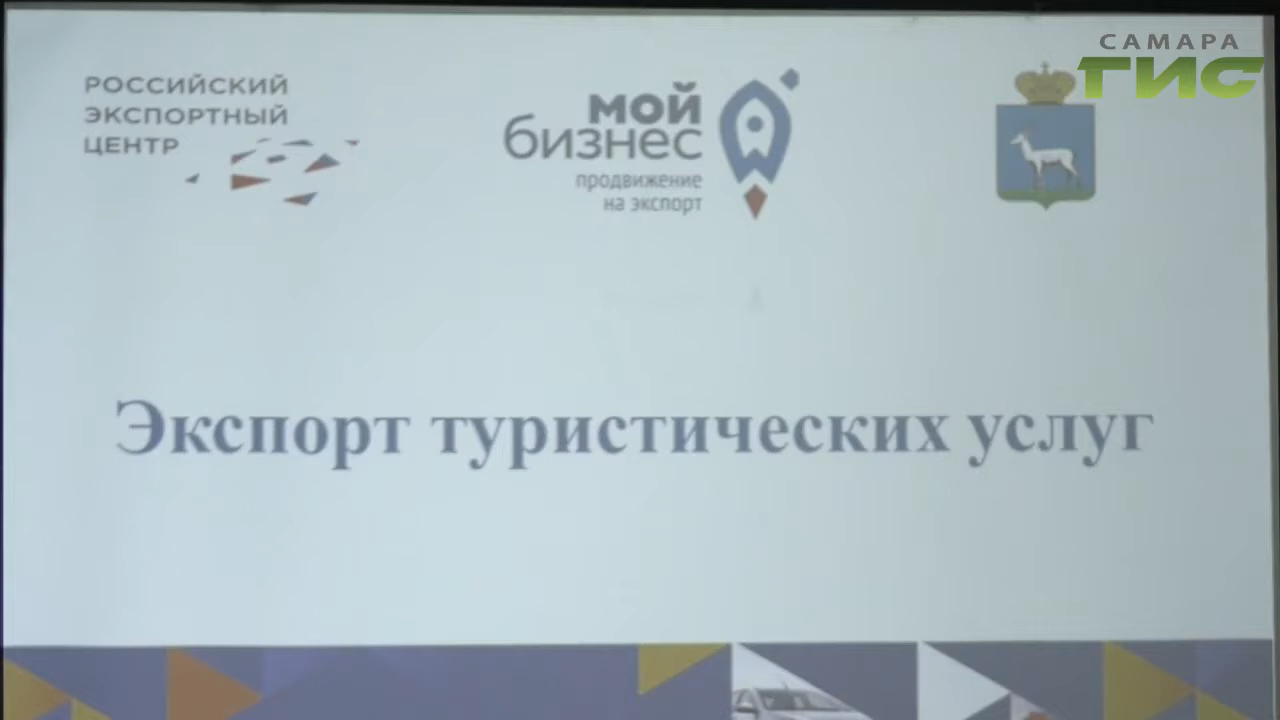 САМАРА
ГИС
РОССИЙСКИЙ
ЭКСПОРТНЫЙ
ЦЕНТР
мой
бизнес
продвижение
на экспорт
Экспорт туристических услуг